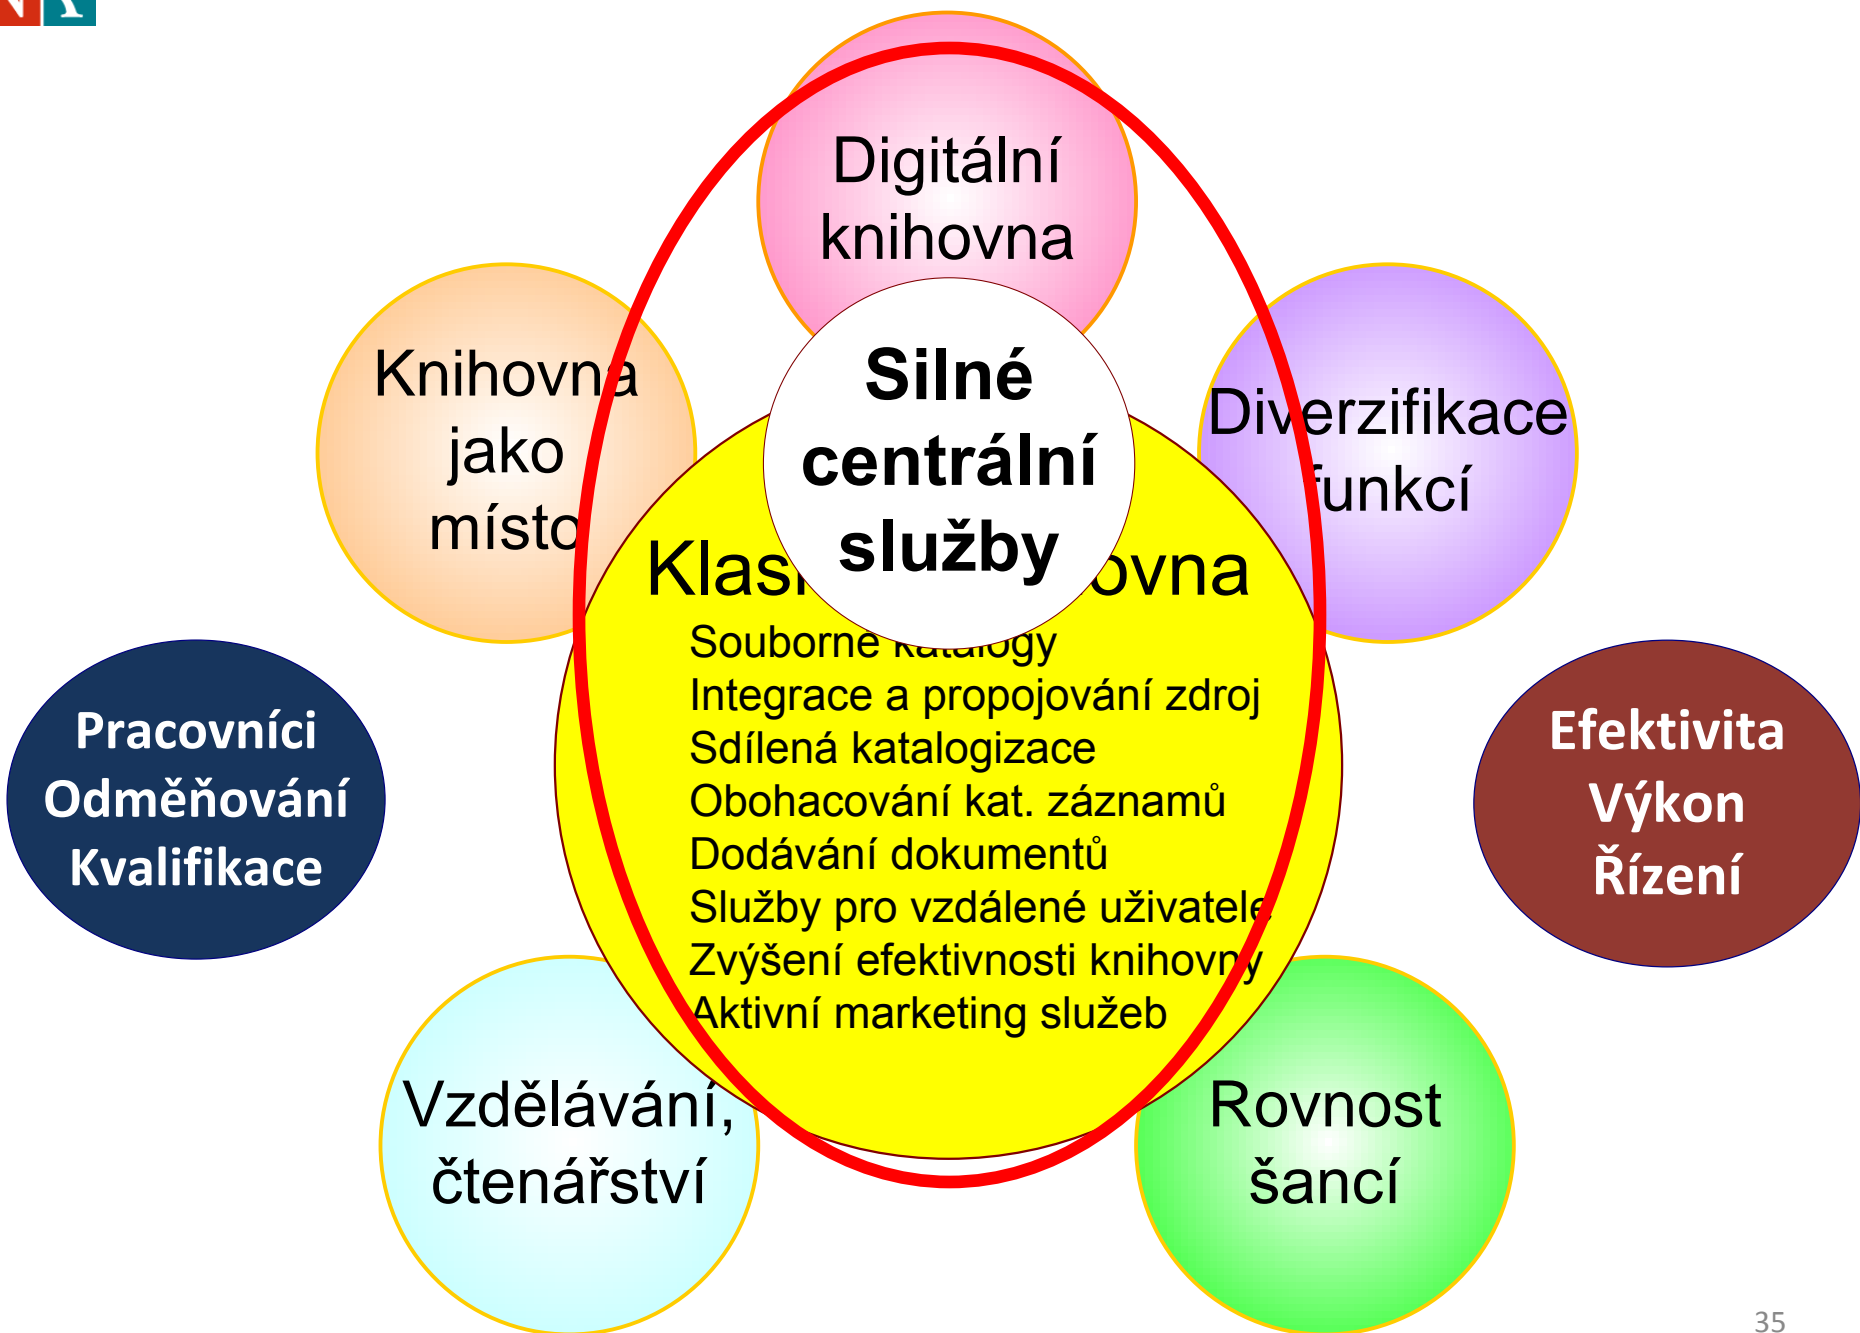 Digitální
knihovna
Knihovna
jako
místo
Silné
centrální
služby
Diverzifikace
funkcí
Klas ovna
Souborné katalogy
Integrace a propojování zdroj
Sdílená katalogizace
Obohacování kat. záznamů
Dodávání dokumentů
Služby pro vzdálené uživatele
Zvýšení efektivnosti knihovny
Aktivní marketing služeb
Pracovníci
Odměňování
Kvalifikace
Efektivita
Výkon
Řízení
Vzdělávání,
čtenářství
Rovnost
šancí
35